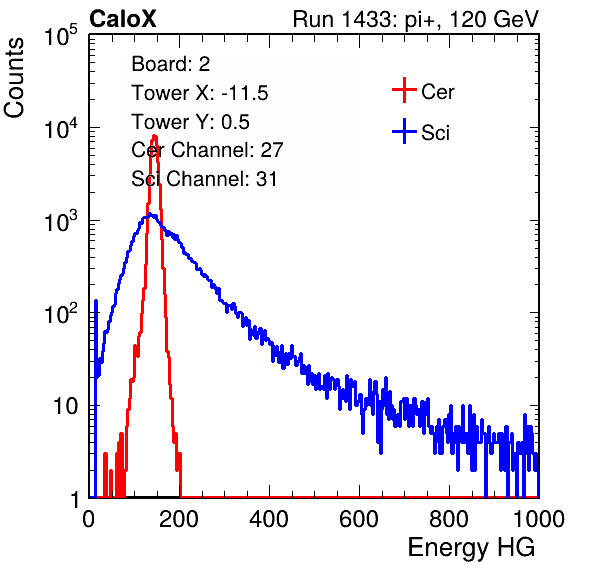 CaloX Run 1433: pi+, 120 GeV
Counts
Board: 2
Tower X: -11.5
Tower Y: 0.5
Cer Channel: 27
Sci Channel: 31
Cer
Sci
10^5
10^4
10^3
10^2
10
1
0 200 400 600 800 1000
Energy HG